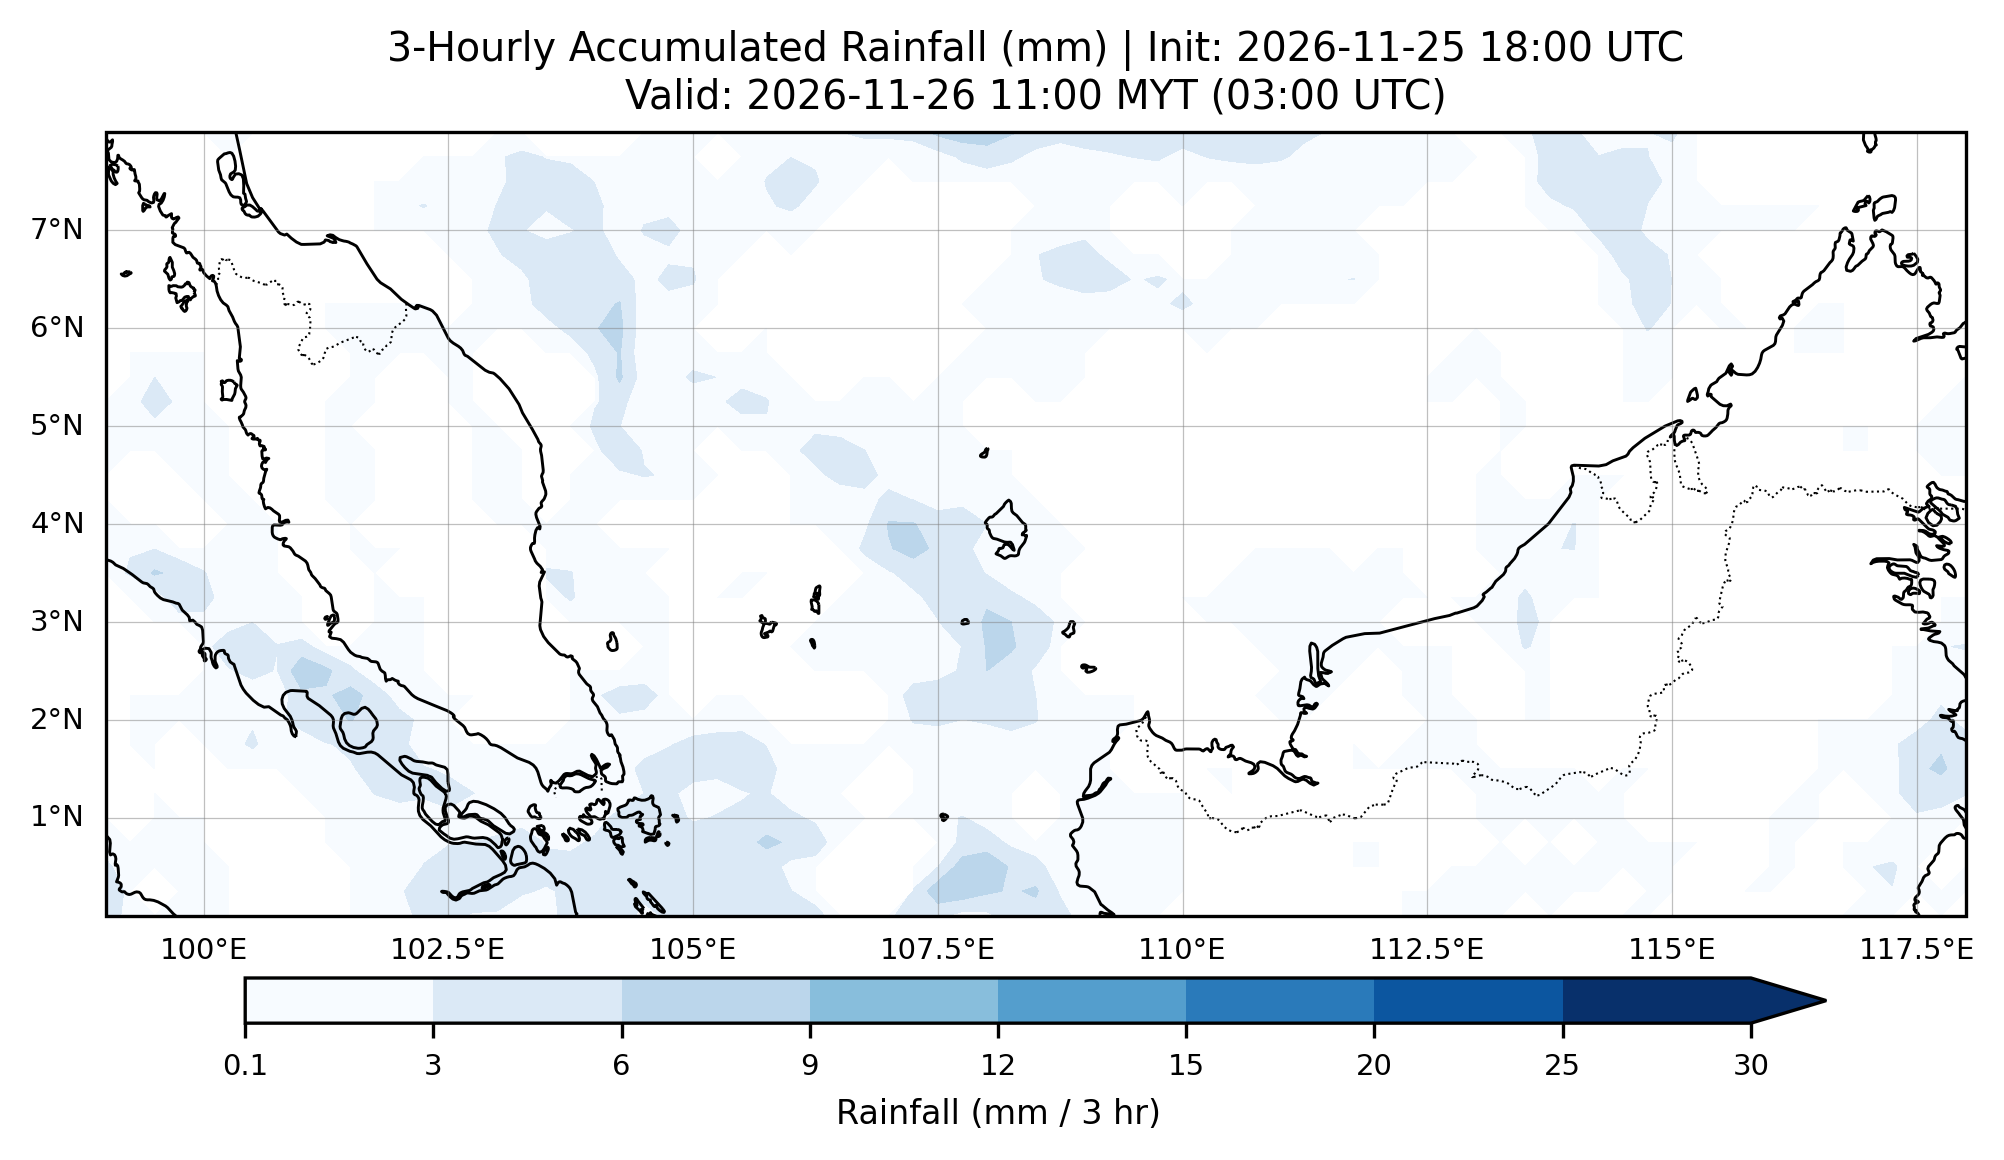 3-Hourly Accumulated Rainfall (mm) | Init: 2026-11-25 18:00 UTC
Valid: 2026-11-26 11:00 MYT (03:00 UTC)
7°N
6°N
5°N
4°N
3°N
2°N
1°N
100°E 102.5°E 105°E 107.5°E 110°E 112.5°E 115°E 117.5°E
0.1 3 6 9 12 15 20 25 30
Rainfall (mm / 3 hr)